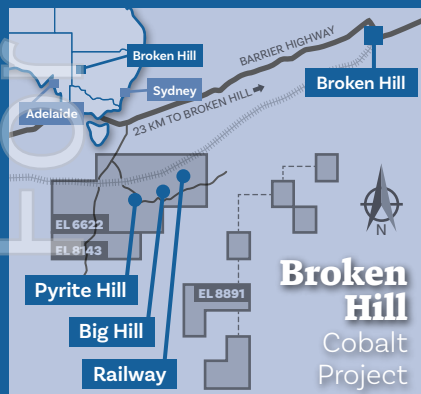 Broken Hill
Sydney
Adelaide
BARRIER HIGHWAY
Broken Hill
23 KM TO BROKEN HILL
For
EL 6622
EL 8143
EL 8891
N
Pyrite Hill
Big Hill
Railway
Broken
Hill
Cobalt
Project